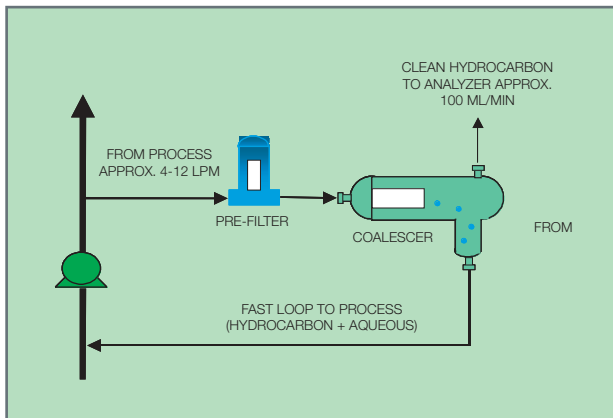 CLEAN HYDROCARBON
TO ANALYZER APPROX.
100 ML/MIN
FROM PROCESS
APPROX. 4-12 LPM
PRE-FILTER
COALESCER
FROM
FAST LOOP TO PROCESS
(HYDROCARBON + AQUEOUS)